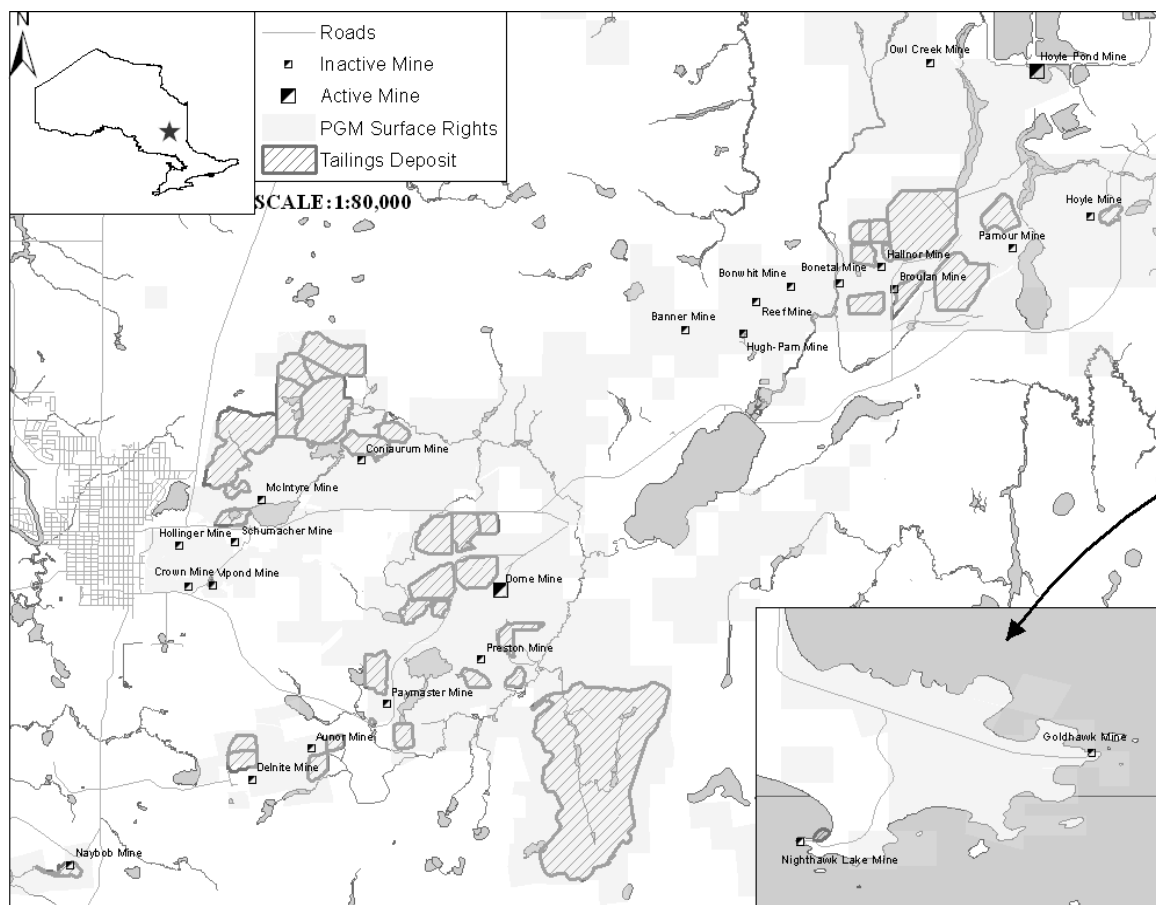 N
Roads
Inactive Mine
Active Mine
PGM Surface Rights
Tailings Deposit
SCALE:1:80,000
Owl Creek Mine
Hoyle Pond Mine
Hoyle Mine
Pamour Mine
Hallnor Mine
Bonetal Mine
Bonwhit Mine
Broulan Mine
Reef Mine
Banner Mine
Hugh-Pam Mine
Coniaurum Mine
McIntyre Mine
Schumacher Mine
Hollinger Mine
Crown Mine
Vipond Mine
Dome Mine
Preston Mine
Paymaster Mine
Aunor Mine
Delnite Mine
Naybob Mine
Goldhawk Mine
Nighthawk Lake Mine